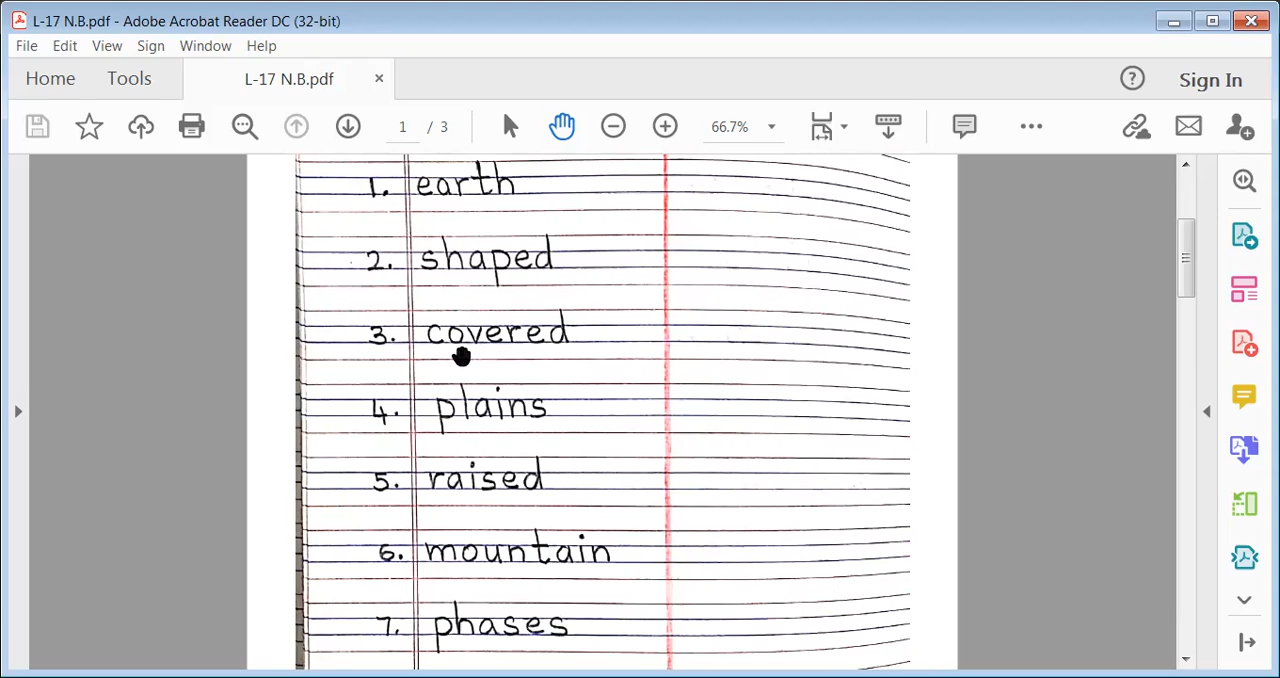 L-17 N.B.pdf - Adobe Acrobat Reader DC (32-bit)
File Edit View Sign Window Help
Home Tools L-17 N.B.pdf × Sign In
1 / 3 66.7%
1. earth
2. shaped
3. covered
4. plains
5. raised
6. mountain
7. phases